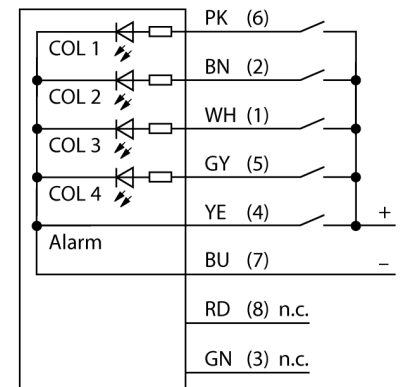 PK (6)
COL 1
BN (2)
COL 2
WH (1)
COL 3
GY (5)
COL 4
YE (4)
+
Alarm
BU (7)
–
RD (8) n.c.
GN (3) n.c.